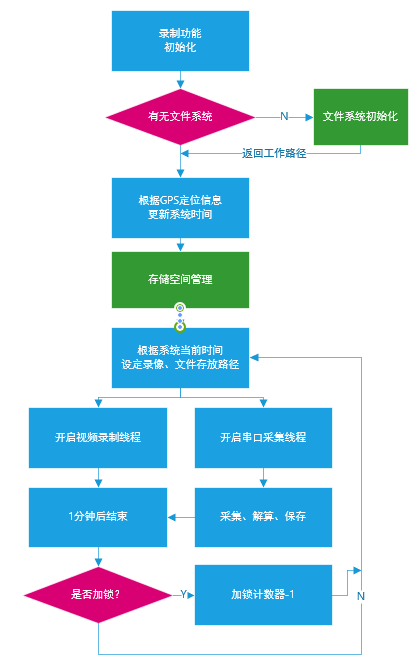 录制功能
初始化
有无文件系统
N
文件系统初始化
返回工作路径
根据GPS定位信息
更新系统时间
存储空间管理
根据系统当前时间
设定录像、文件存放路径
开启视频录制线程
开启串口采集线程
1分钟后结束
采集、解算、保存
是否加锁?
Y
加锁计数器-1
N